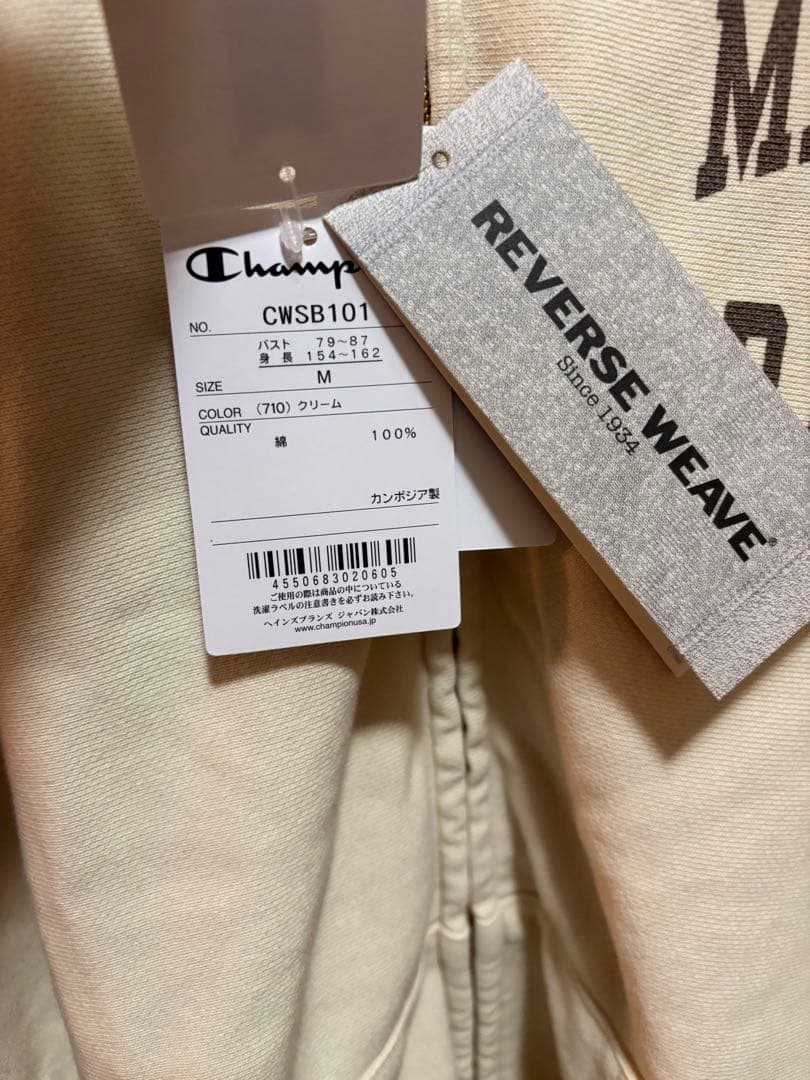 M
Champ
NO. CWSB101
バスト 79～87
身長 154～162
SIZE M
COLOR (710) クリーム
QUALITY
綿 100%
カンボジア製
4550683020605
ご使用の際は商品の中についている
洗濯ラベルの注意書きを必ずお読み下さい。
ヘインズブランズ ジャパン株式会社
www.championusa.jp
REVERSE WEAVE®
Since 1934